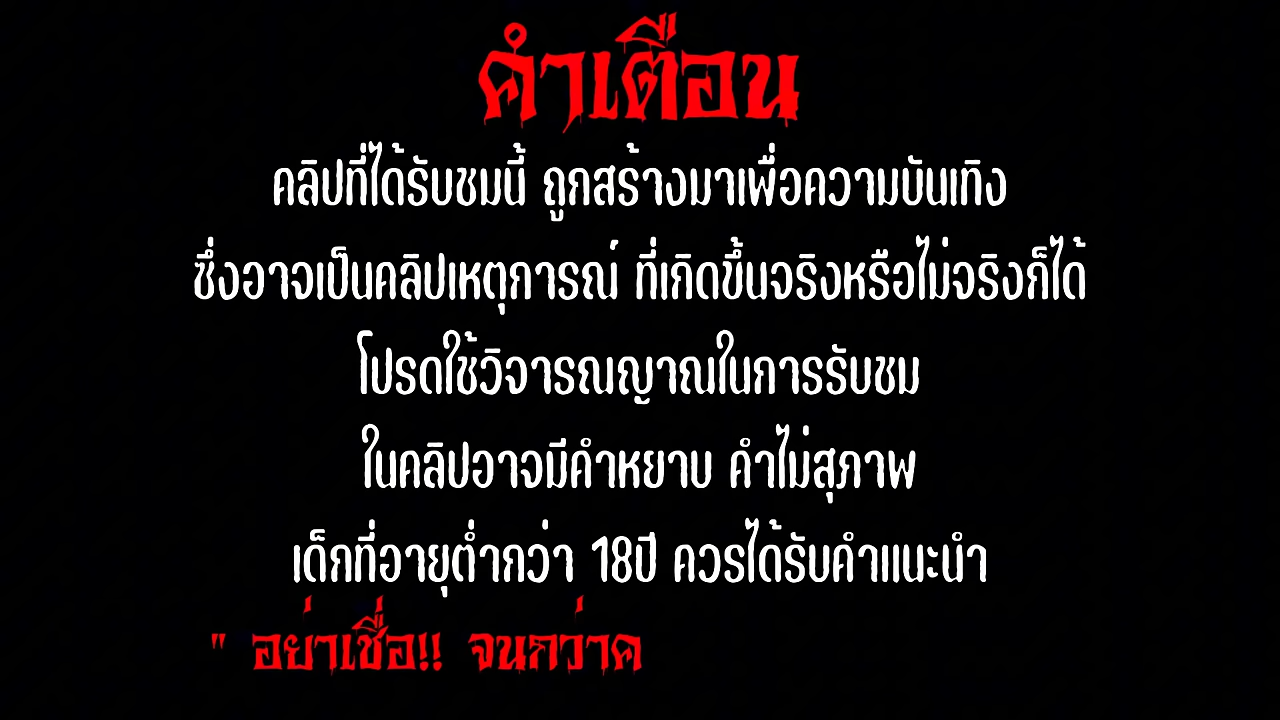 คำเตือน
คลิปที่ได้รับชมนี้ ถูกสร้างมาเพื่อความบันเทิง
ซึ่งอาจเป็นคลิปเหตุการณ์ ที่เกิดขึ้นจริงหรือไม่จริงก็ได้
โปรดใช้วิจารณญาณในการรับชม
ในคลิปอาจมีคำหยาบ คำไม่สุภาพ
เด็กที่อายุต่ำกว่า 18ปี ควรได้รับคำแนะนำ
" อย่าเชื่อ!! จนกว่าค